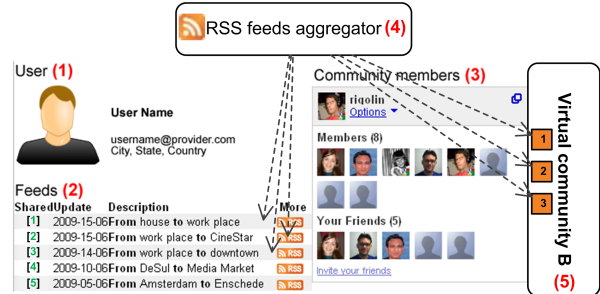 RSS feeds aggregator (4)
User (1)
User Name
username@provider.com
City, State, Country
Feeds (2)
Shared Update Description More
[1] 2009-15-06 From house to work place RSS
[2] 2009-15-06 From work place to CineStar RSS
[3] 2009-14-06 From work place to downtown RSS
[4] 2009-10-06 From DeSul to Media Market RSS
[5] 2009-05-06 From Amsterdam to Enschede RSS
Community members (3)
rigolin
Options
Members (8)
Your Friends (5)
Invite your friends
Virtual community B (5)
1
2
3